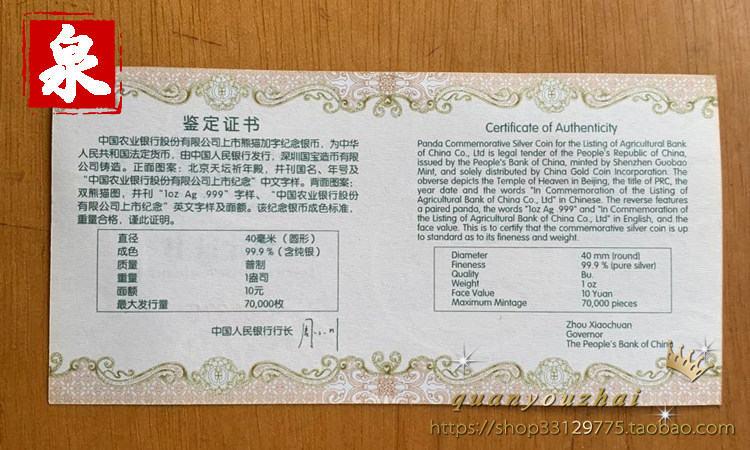 泉
鉴定证书
中国农业银行股份有限公司上市熊猫加字纪念银币，为中华
人民共和国法定货币，由中国人民银行发行，深圳国宝造币有限
公司铸造。正面图案：北京天坛祈年殿，并刊国名、年号及
“中国农业银行股份有限公司上市纪念”中文字样。背面图案：
双熊猫图，并刊“1oz Ag .999”字样、“中国农业银行股份
有限公司上市纪念”英文字样及面额。该纪念银币成色标准，
重量合格，谨此证明。
直径 40毫米（圆形）
成色 99.9%（含纯银）
质量 普制
重量 1盎司
面额 10元
最大发行量 70,000枚
中国人民银行行长
Certificate of Authenticity
Panda Commemorative Silver Coin for the Listing of Agricultural Bank
of China Co., Ltd is legal tender of the People's Republic of China,
issued by the People's Bank of China, minted by Shenzhen Guobao
Mint, and solely distributed by China Gold Coin Incorporation. The
obverse depicts the Temple of Heaven in Beijing, the title of PRC, the
year date and the words "In Commemoration of the Listing of
Agricultural Bank of China Co., Ltd" in Chinese. The reverse features
a paired panda, the words "1oz Ag .999" and "In Commemoration of
the Listing of Agricultural Bank of China Co., Ltd" in English, and the
face value. This is to certify that the commemorative silver coin is up
to standard as to its fineness and weight.
Diameter 40 mm (round)
Fineness 99.9 % (pure silver)
Quality Bu.
Weight 1 oz
Face Value 10 Yuan
Maximum Mintage 70,000 pieces
Zhou Xiaochuan
Governor
The People's Bank of China
quanyouzhai
https://shop33129775.taobao.com